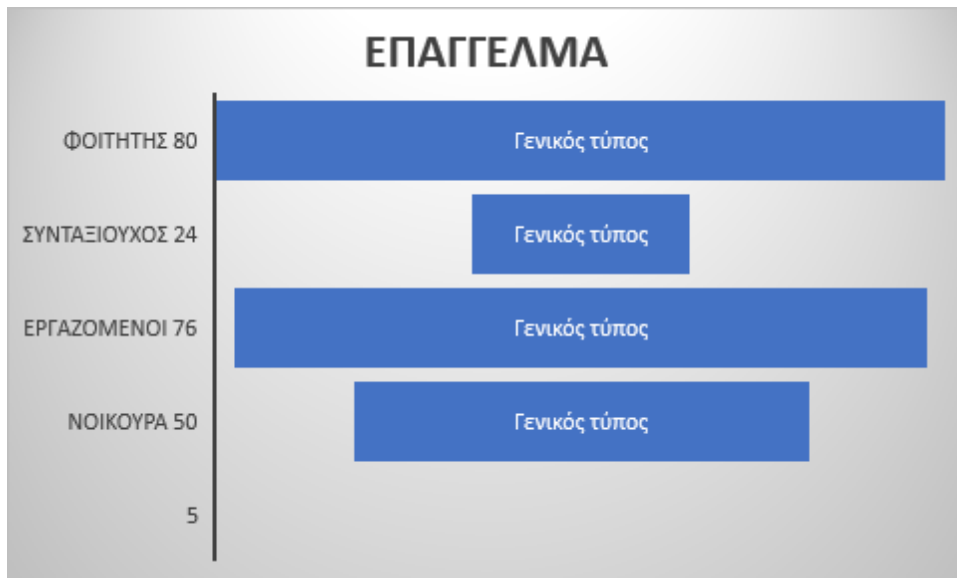 ΕΠΑΓΓΕΛΜΑ
ΦΟΙΤΗΤΗΣ 80 Γενικός τύπος
ΣΥΝΤΑΞΙΟΥΧΟΣ 24 Γενικός τύπος
ΕΡΓΑΖΟΜΕΝΟΙ 76 Γενικός τύπος
ΝΟΙΚΟΥΡΑ 50 Γενικός τύπος
5